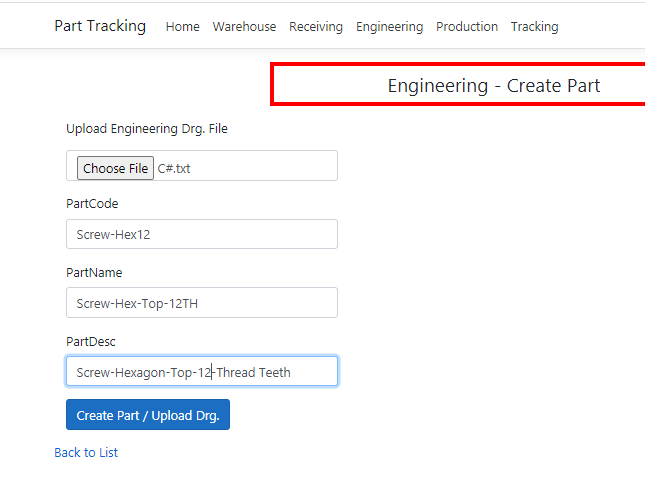 Part Tracking Home Warehouse Receiving Engineering Production Tracking
Engineering - Create Part
Upload Engineering Drg. File
Choose File C#.txt
PartCode
Screw-Hex12
PartName
Screw-Hex-Top-12TH
PartDesc
Screw-Hexagon-Top-12-Thread Teeth
Create Part / Upload Drg.
Back to List